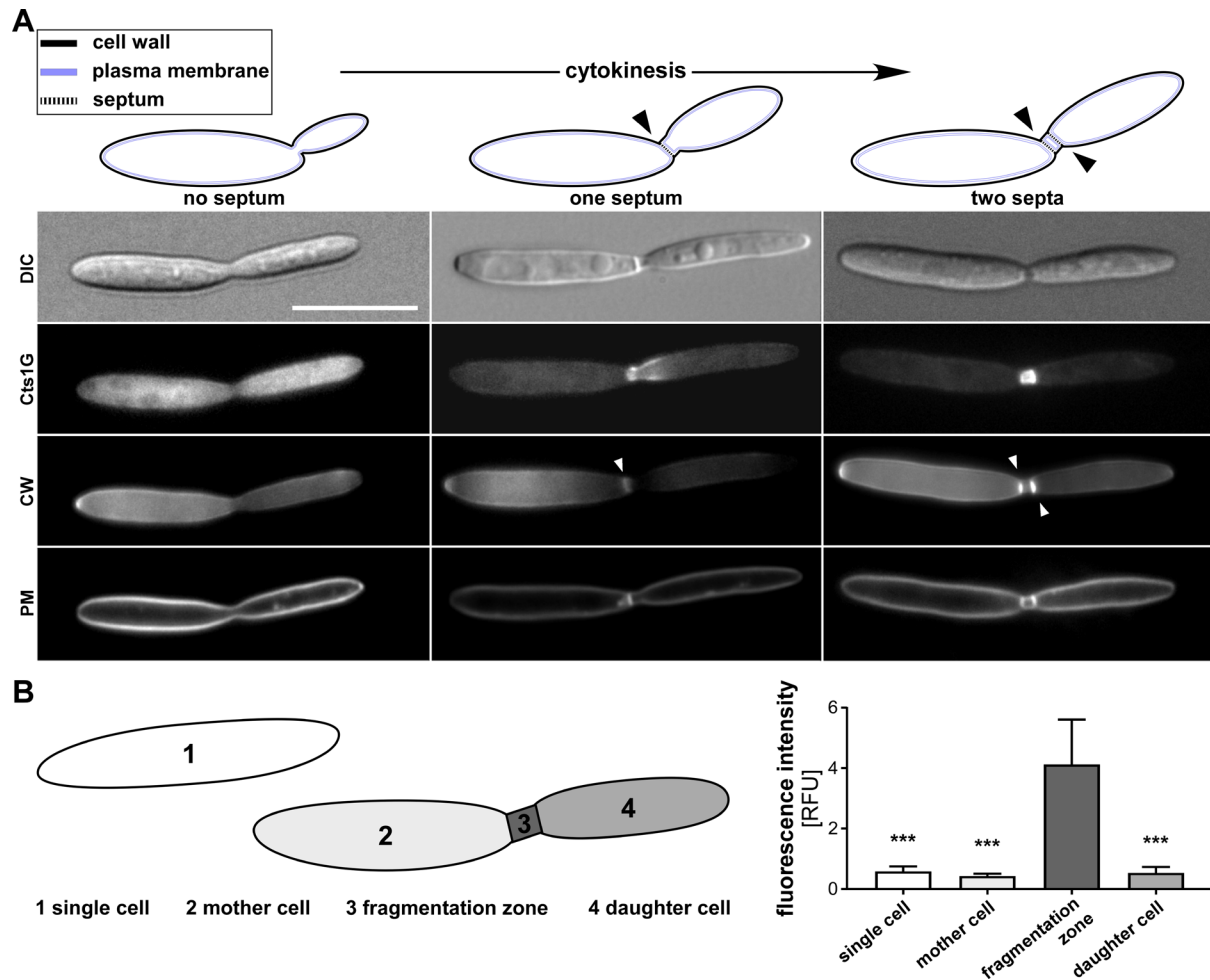 A
cell wall
plasma membrane
septum
cytokinesis
no septum
one septum
two septa
DIC
Cts1G
CW
PM
B
1
2
3
4
1 single cell 2 mother cell 3 fragmentation zone 4 daughter cell
fluorescence intensity
[RFU]
6
4
2
0
***
***
***
single cell
mother cell
fragmentation
zone
daughter cell